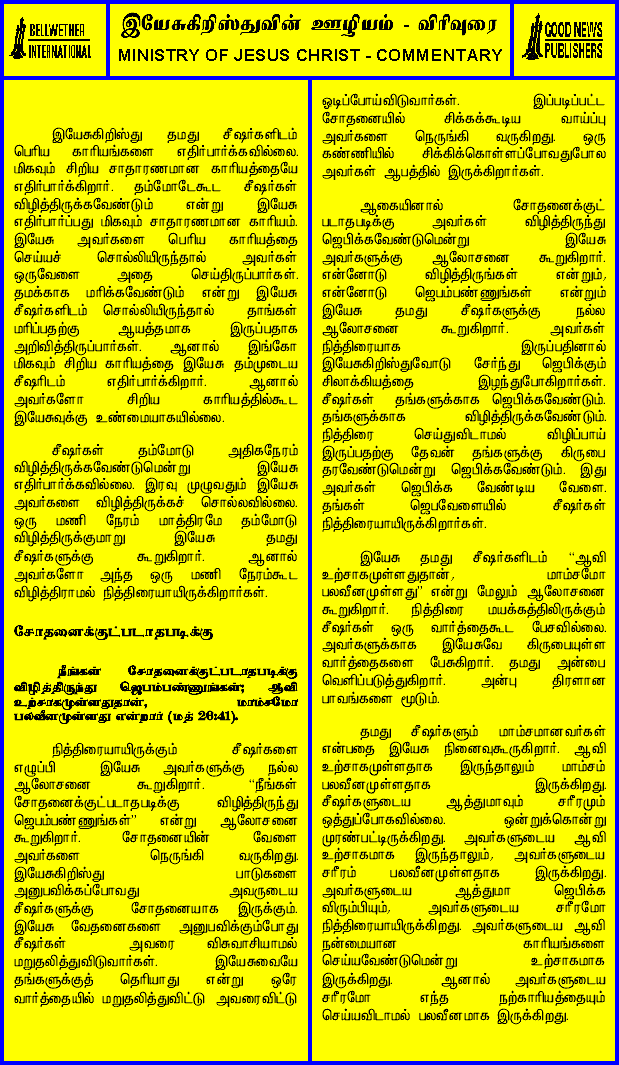 BELLWETHER
INTERNATIONAL
இயேசுகிறிஸ்துவின் ஊழியம் - விரிவுரை
MINISTRY OF JESUS CHRIST - COMMENTARY
GOOD NEWS
PUBLISHERS
இயேசுகிறிஸ்து தமது சீஷர்களிடம்
பெரிய காரியங்களை எதிர்பார்க்கவில்லை.
மிகவும் சிறிய சாதாரணமான காரியத்தையே
எதிர்பார்க்கிறார். தம்மோடேகூட சீஷர்கள்
விழித்திருக்கவேண்டும் என்று இயேசு
எதிர்பார்ப்பது மிகவும் சாதாரணமான காரியம்.
இயேசு அவர்களை பெரிய காரியத்தை
செய்யச் சொல்லியிருந்தால் அவர்கள்
ஒருவேளை அதை செய்திருப்பார்கள்.
தமக்காக மரிக்கவேண்டும் என்று இயேசு
சீஷர்களிடம் சொல்லியிருந்தால் தாங்கள்
மரிப்பதற்கு ஆயத்தமாக இருப்பதாக
அறிவித்திருப்பார்கள். ஆனால் இங்கோ
மிகவும் சிறிய காரியத்தை இயேசு தம்முடைய
சீஷரிடம் எதிர்பார்க்கிறார். ஆனால்
அவர்களோ சிறிய காரியத்தில்கூட
இயேசுவுக்கு உண்மையாகயில்லை.
சீஷர்கள் தம்மோடு அதிகநேரம்
விழித்திருக்கவேண்டுமென்று இயேசு
எதிர்பார்க்கவில்லை. இரவு முழுவதும் இயேசு
அவர்களை விழித்திருக்கச் சொல்லவில்லை.
ஒரு மணி நேரம் மாத்திரமே தம்மோடு
விழித்திருக்குமாறு இயேசு தமது
சீஷர்களுக்கு கூறுகிறார். ஆனால்
அவர்களோ அந்த ஒரு மணி நேரம்கூட
விழித்திராமல் நித்திரையாயிருக்கிறார்கள்.
சோதனைக்குட்படாதபடிக்கு
நீங்கள் சோதனைக்குட்படாதபடிக்கு
விழித்திருந்து ஜெபம்பண்ணுங்கள்; ஆவி
உற்சாகமுள்ளதுதான், மாம்சமோ
பலவீனமுள்ளது என்றார் (மத் 26:41).
நித்திரையாயிருக்கும் சீஷர்களை
எழுப்பி இயேசு அவர்களுக்கு நல்ல
ஆலோசனை கூறுகிறார். “நீங்கள்
சோதனைக்குட்படாதபடிக்கு விழித்திருந்து
ஜெபம்பண்ணுங்கள்” என்று ஆலோசனை
கூறுகிறார். சோதனையின் வேளை
அவர்களை நெருங்கி வருகிறது.
இயேசுகிறிஸ்து பாடுகளை
அனுபவிக்கப்போவது அவருடைய
சீஷர்களுக்கு சோதனையாக இருக்கும்.
இயேசு வேதனைகளை அனுபவிக்கும்போது
சீஷர்கள் அவரை விசுவாசியாமல்
மறுதலித்துவிடுவார்கள். இயேசுவையே
தங்களுக்குத் தெரியாது என்று ஒரே
வார்த்தையில் மறுதலித்துவிட்டு அவரைவிட்டு
ஓடிப்போய்விடுவார்கள். இப்படிப்பட்ட
சோதனையில் சிக்கக்கூடிய வாய்ப்பு
அவர்களை நெருங்கி வருகிறது. ஒரு
கண்ணியில் சிக்கிக்கொள்ளப்போவதுபோல
அவர்கள் ஆபத்தில் இருக்கிறார்கள்.
ஆகையினால் சோதனைக்குட்
படாதபடிக்கு அவர்கள் விழித்திருந்து
ஜெபிக்கவேண்டுமென்று இயேசு
அவர்களுக்கு ஆலோசனை கூறுகிறார்.
என்னோடு விழித்திருங்கள் என்றும்,
என்னோடு ஜெபம்பண்ணுங்கள் என்றும்
இயேசு தமது சீஷர்களுக்கு நல்ல
ஆலோசனை கூறுகிறார். அவர்கள்
நித்திரையாக இருப்பதினால்
இயேசுகிறிஸ்துவோடு சேர்ந்து ஜெபிக்கும்
சிலாக்கியத்தை இழந்துபோகிறார்கள்.
சீஷர்கள் தங்களுக்காக ஜெபிக்கவேண்டும்.
தங்களுக்காக விழித்திருக்கவேண்டும்.
நித்திரை செய்துவிடாமல் விழிப்பாய்
இருப்பதற்கு தேவன் தங்களுக்கு கிருபை
தரவேண்டுமென்று ஜெபிக்கவேண்டும். இது
அவர்கள் ஜெபிக்க வேண்டிய வேளை.
தங்கள் ஜெபவேளையில் சீஷர்கள்
நித்திரையாயிருக்கிறார்கள்.
இயேசு தமது சீஷர்களிடம் “ஆவி
உற்சாகமுள்ளதுதான், மாம்சமோ
பலவீனமுள்ளது” என்று மேலும் ஆலோசனை
கூறுகிறார். நித்திரை மயக்கத்திலிருக்கும்
சீஷர்கள் ஒரு வார்த்தைகூட பேசவில்லை.
அவர்களுக்காக இயேசுவே கிருபையுள்ள
வார்த்தைகளை பேசுகிறார். தமது அன்பை
வெளிப்படுத்துகிறார். அன்பு திரளான
பாவங்களை மூடும்.
தமது சீஷர்களும் மாம்சமானவர்கள்
என்பதை இயேசு நினைவுகூருகிறார். ஆவி
உற்சாகமுள்ளதாக இருந்தாலும் மாம்சம்
பலவீனமுள்ளதாக இருக்கிறது.
சீஷர்களுடைய ஆத்துமாவும் சரீரமும்
ஒத்துப்போகவில்லை. ஒன்றுக்கொன்று
முரண்பட்டிருக்கிறது. அவர்களுடைய ஆவி
உற்சாகமாக இருந்தாலும், அவர்களுடைய
சரீரம் பலவீனமுள்ளதாக இருக்கிறது.
அவர்களுடைய ஆத்துமா ஜெபிக்க
விரும்பியும், அவர்களுடைய சரீரமோ
நித்திரையாயிருக்கிறது. அவர்களுடைய ஆவி
நன்மையான காரியங்களை
செய்யவேண்டுமென்று உற்சாகமாக
இருக்கிறது. ஆனால் அவர்களுடைய
சரீரமோ எந்த நற்காரியத்தையும்
செய்யவிடாமல் பலவீனமாக இருக்கிறது.